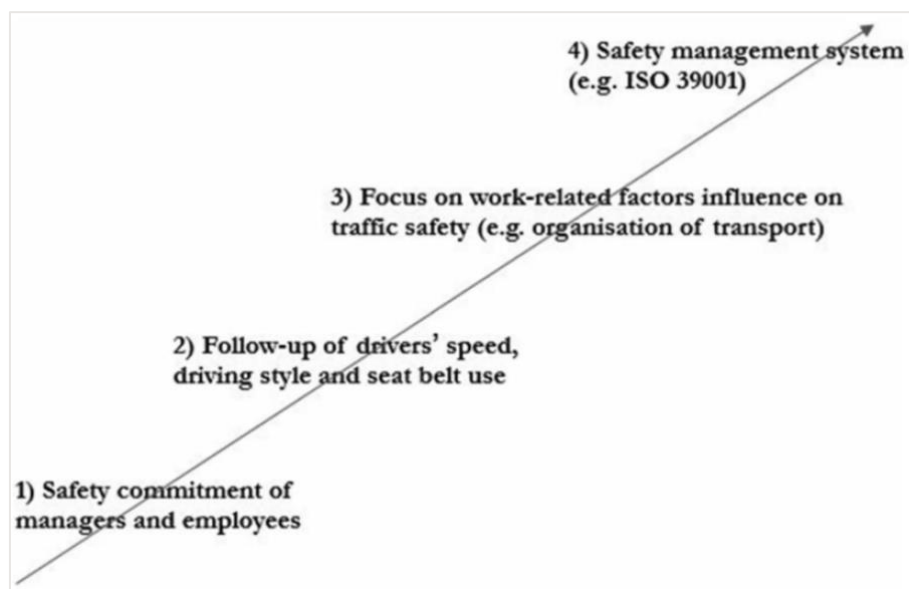 4) Safety management system
(e.g. ISO 39001)
3) Focus on work-related factors influence on
traffic safety (e.g. organisation of transport)
2) Follow-up of drivers’ speed,
driving style and seat belt use
1) Safety commitment of
managers and employees